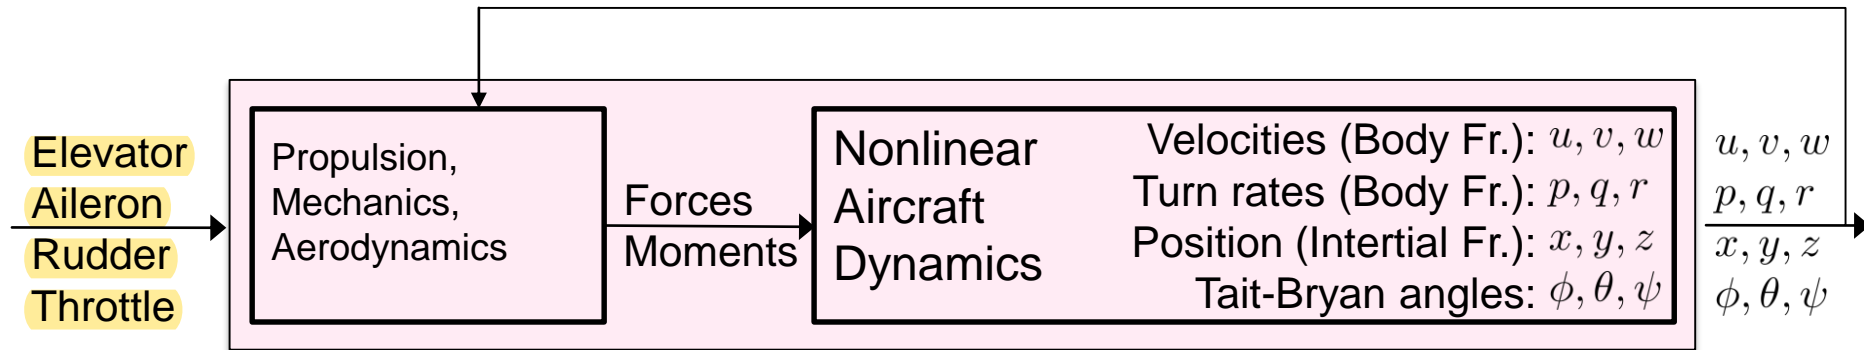 Elevator
Aileron
Rudder
Throttle
Propulsion,
Mechanics,
Aerodynamics
Forces
Moments
Nonlinear
Aircraft
Dynamics
Velocities (Body Fr.): u, v, w
Turn rates (Body Fr.): p, q, r
Position (Intertial Fr.): x, y, z
Tait-Bryan angles: ϕ, θ, ψ
u, v, w
p, q, r
x, y, z
ϕ, θ, ψ